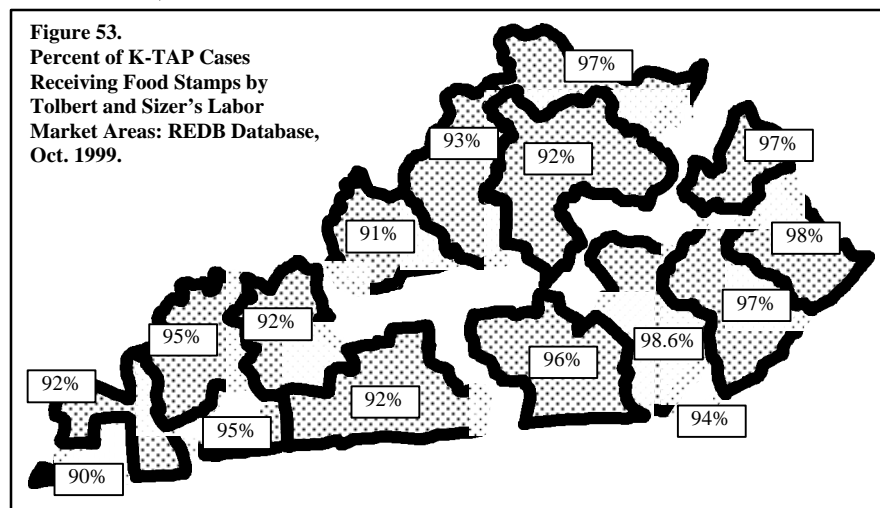 Figure 53.
Percent of K-TAP Cases
Receiving Food Stamps by
Tolbert and Sizer's Labor
Market Areas: REDB Database,
Oct. 1999.
97%
93%
92%
97%
91%
98%
97%
92%
95%
98.6%
96%
92%
92%
94%
95%
90%